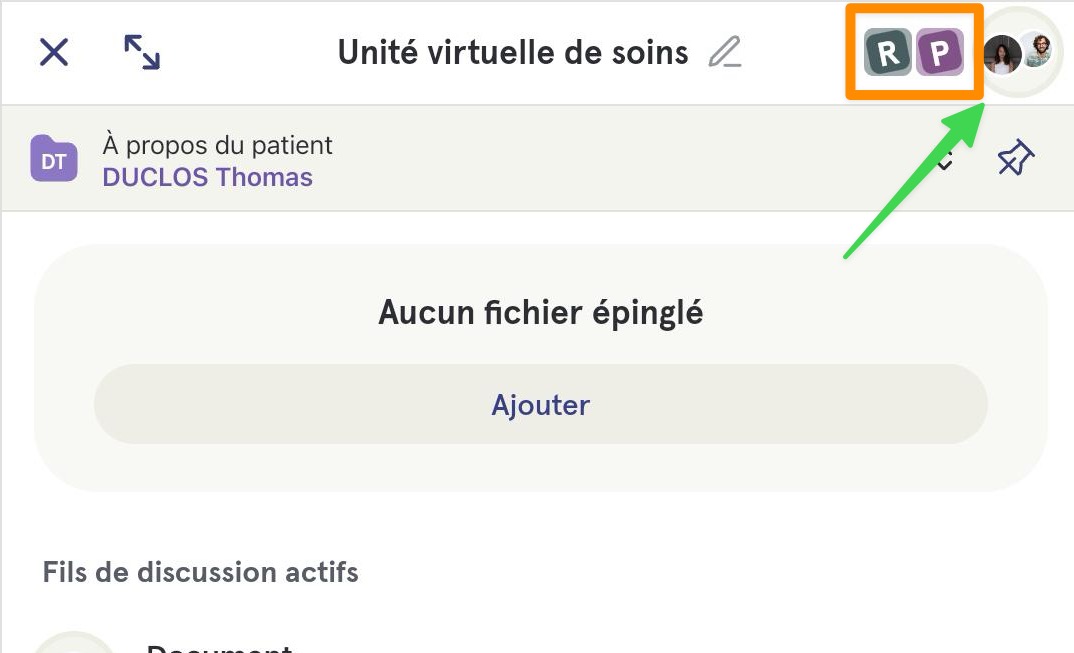 Unité virtuelle de soins
R P
À propos du patient
DT
DUCLOS Thomas
Aucun fichier épinglé
Ajouter
Fils de discussion actifs
Document